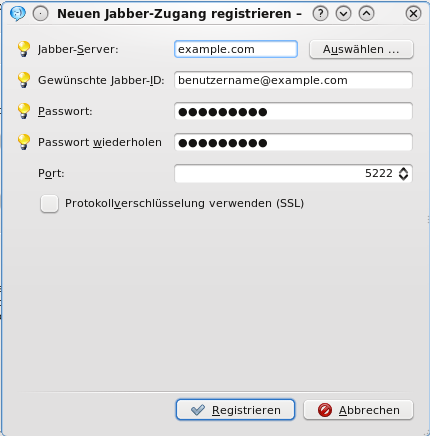 Neuen Jabber-Zugang registrieren –
Jabber-Server: example.com Auswählen ...
Gewünschte Jabber-ID: benutzername@example.com
Passwort: ●●●●●●●●●
Passwort wiederholen ●●●●●●●●●
Port: 5222
Protokollverschlüsselung verwenden (SSL)
Registrieren Abbrechen